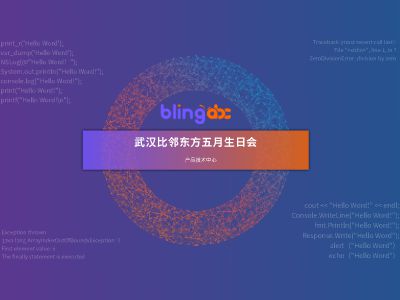 print_r("Hello Word');
var_dump("Hello Word');
NSLog(@"Hello Word!");
System.out.println("Hello Word!");
console.log("Hello Word!");
print("Hello Word!");
printf("Hello Word!\n");
Traceback (most recent call last):
File "<stdin>", line 1, in ?
ZeroDivisionError: division by zero
blingabc
武汉比邻东方五月生日会
产品技术中心
Exception thrown
java.lang.ArrayIndexOutOfBoundsException: 3
First element value: 6
The finally statement is executed
cout << "Hello Word!" << endl;
Console.WriteLine("Hello Word!");
fmt.Println("Hello Word!");
Response.Write("Hello Word!");
alert ("Hello Word")
echo ("Hello Word")